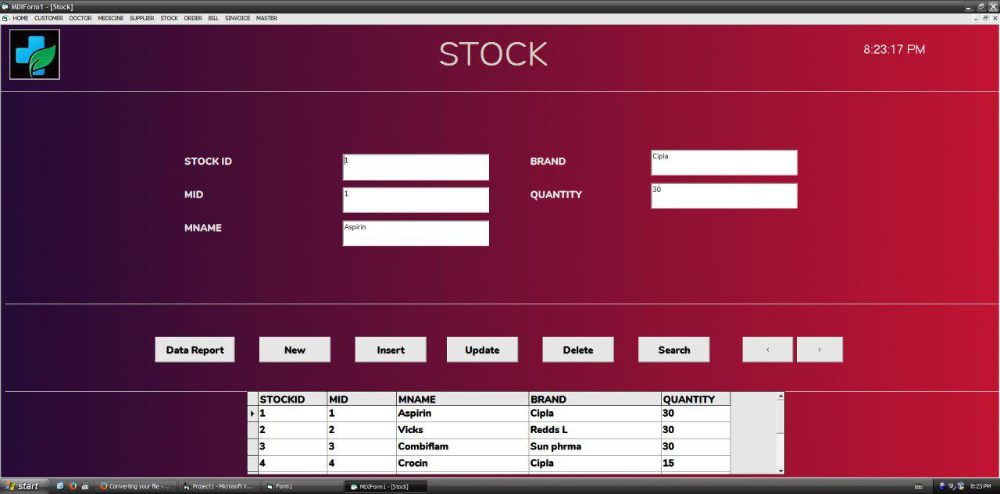 MDIForm1 - [Stock]
HOME CUSTOMER DOCTOR MEDICINE SUPPLIER STOCK ORDER BILL SINVOICE MASTER
STOCK
8:23:17 PM
STOCK ID 1 BRAND Cipla
MID 1 QUANTITY 30
MNAME Aspirin
Data Report New Insert Update Delete Search < >
STOCKID MID MNAME BRAND QUANTITY
1 1 Aspirin Cipla 30
2 2 Vicks Redds L 30
3 3 Combiflam Sun phrma 30
4 4 Crocin Cipla 15
start Converting your file -... Project1 - Microsoft V... Form1 MDIForm1 - [Stock] 8:23 PM